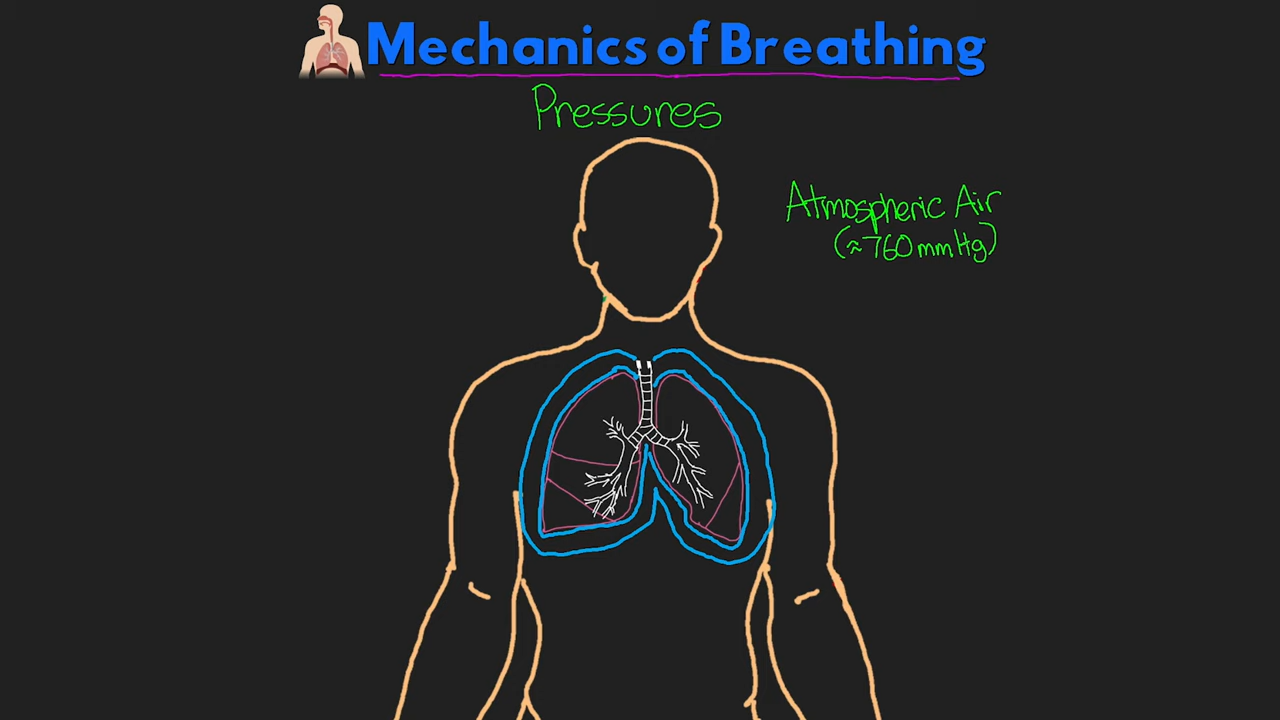 Mechanics of Breathing
Pressures
Atmospheric Air
(≈760 mmHg)